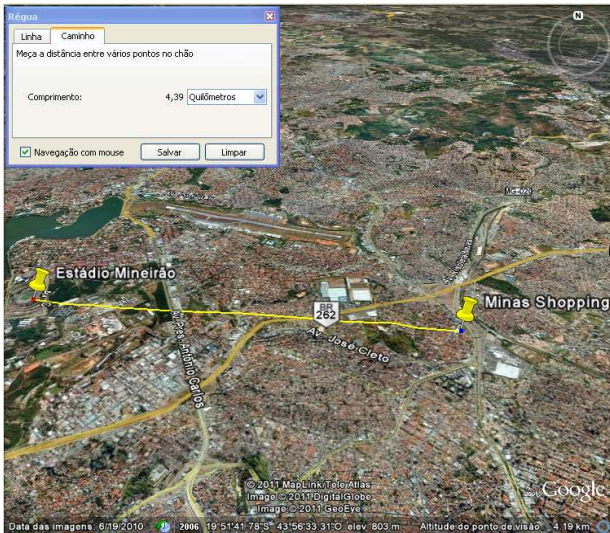 Régua
Linha Caminho
Meça a distância entre vários pontos no chão
Comprimento: 4,39 Quilômetros
Navegação com mouse Salvar Limpar
N
MG-020
Estádio Mineirão
Minas Shopping
BR
262
Av. José Cleto
Av. Pres. Antônio Carlos
© 2011 MapLink/Tele Atlas
Image © 2011 DigitalGlobe
Image © 2011 GeoEye
Google
Data das imagens: 6/19/2010 2006 19°51'41.78"S 43°56'33.31"O elev 803 m Altitude do ponto de visão 4.19 km